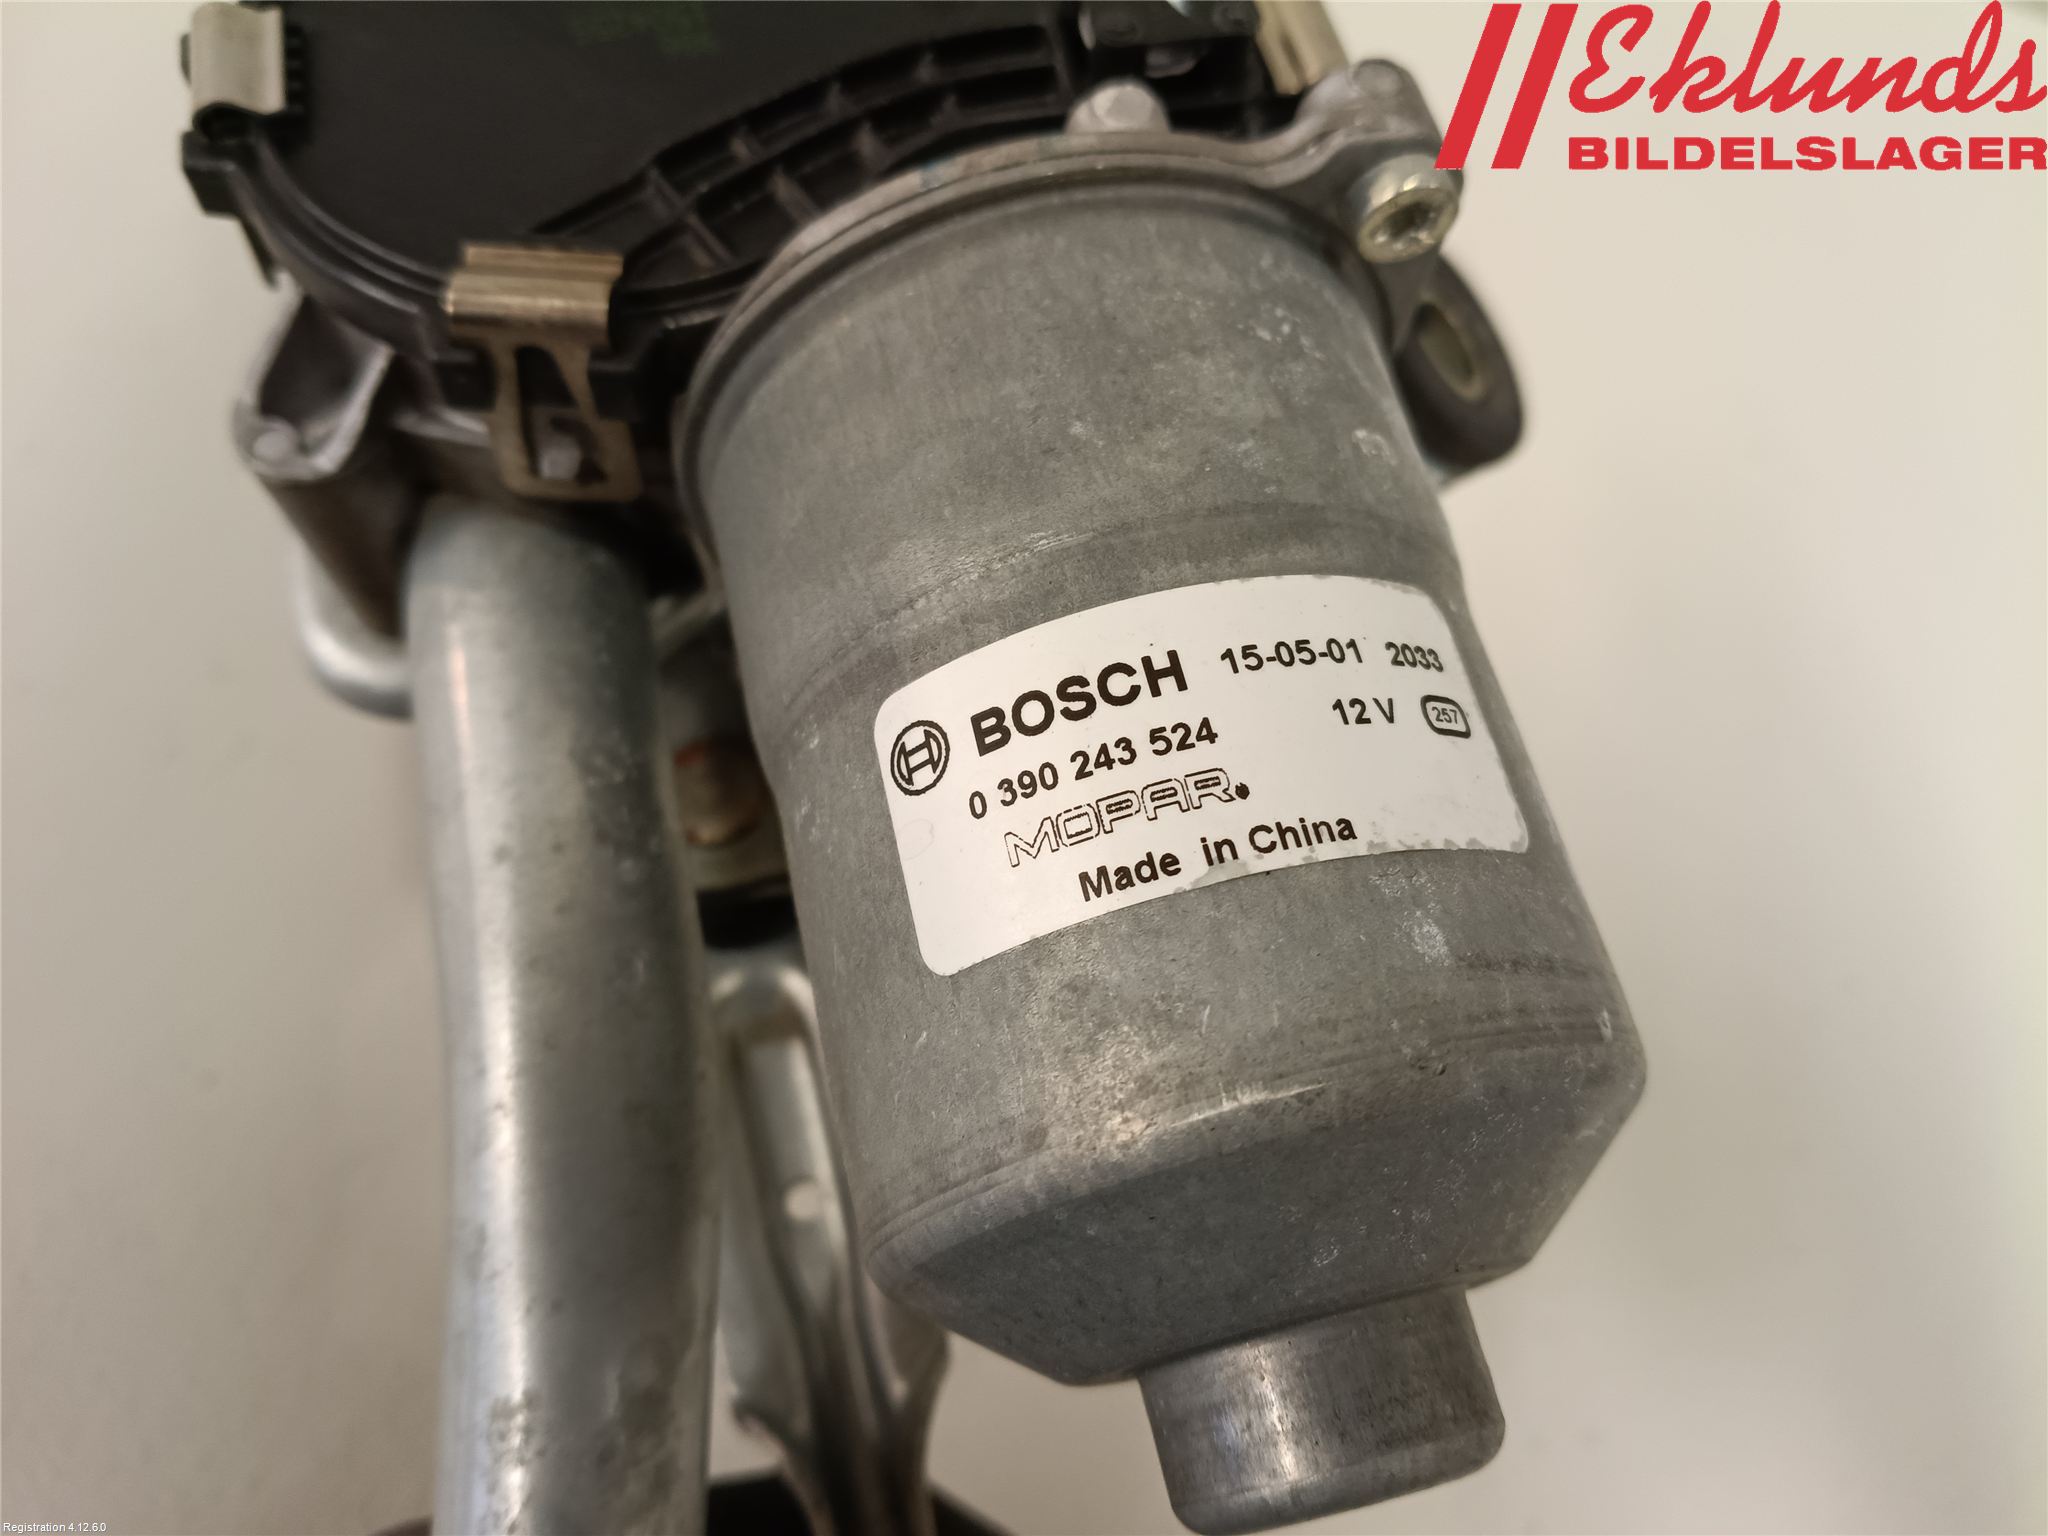 Eklunds
BILDELSLAGER
BOSCH 15-05-01 2033
0 390 243 524 12 V 257
MOPAR.
Made in China
Registration 4.12.6.0